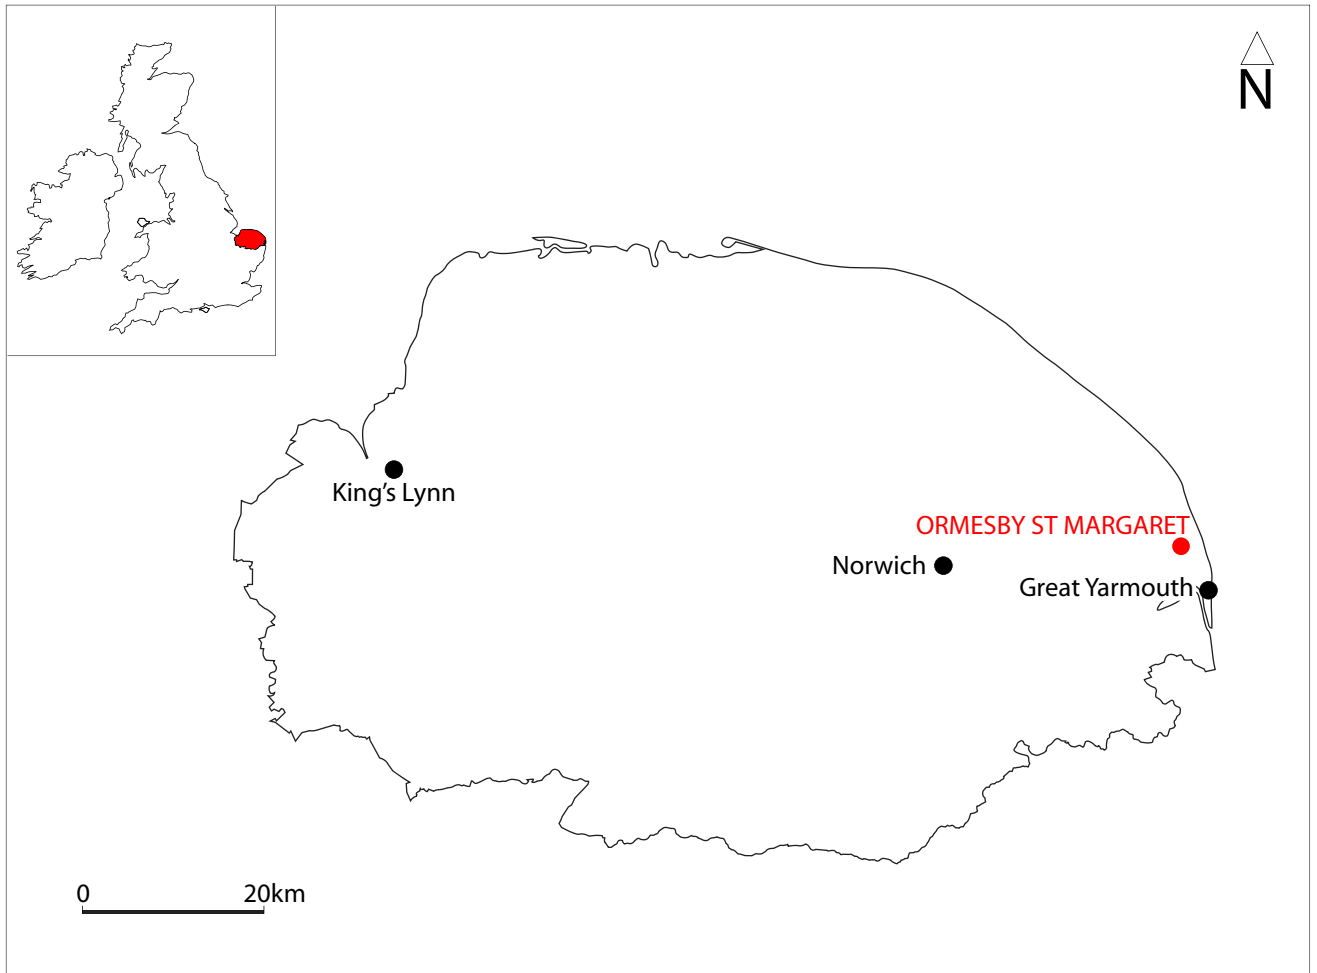 N
King’s Lynn
ORMESBY ST MARGARET
Norwich
Great Yarmouth
0 20km